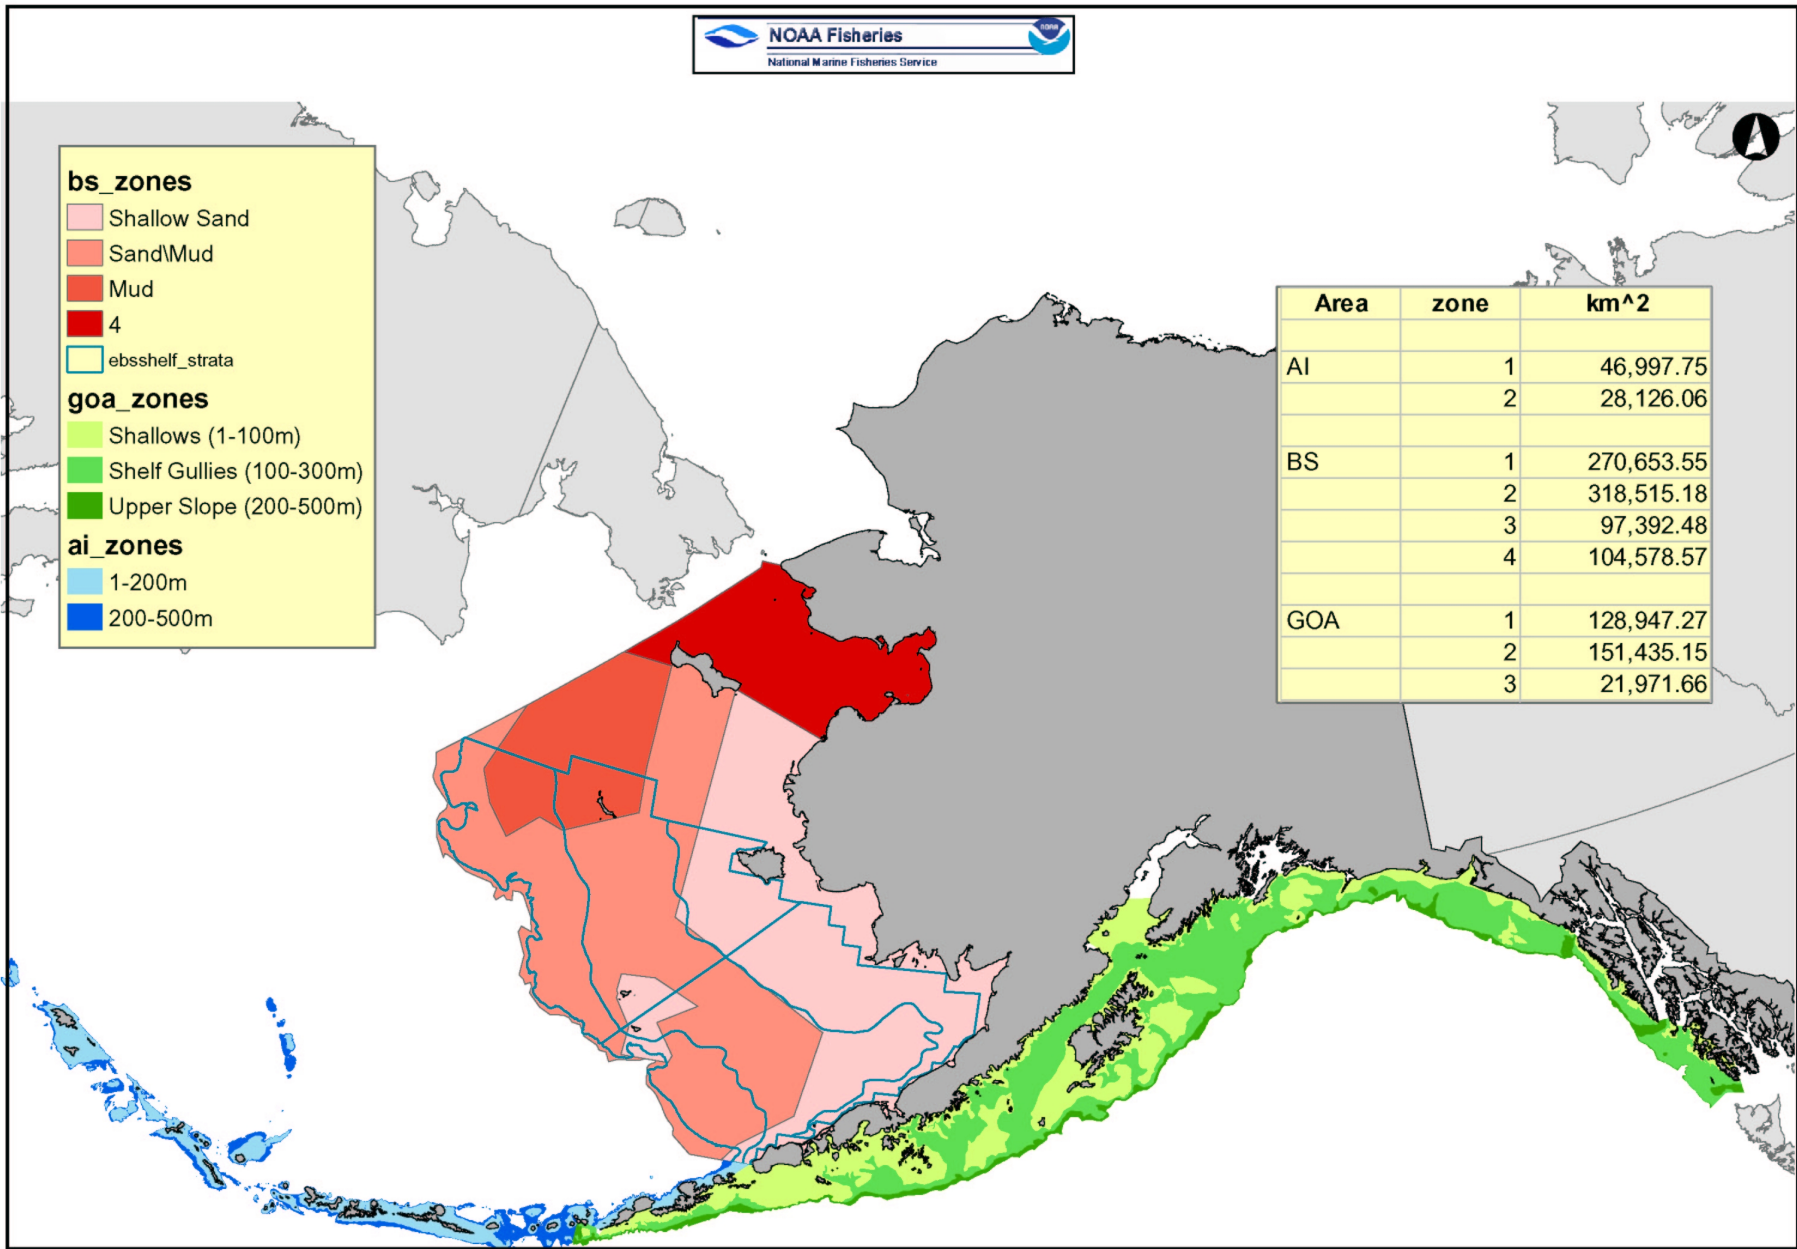 NOAA Fisheries
NOAA
National Marine Fisheries Service
bs_zones
Shallow Sand
Sand\Mud
Mud
4
ebsshelf_strata
goa_zones
Shallows (1-100m)
Shelf Gullies (100-300m)
Upper Slope (200-500m)
ai_zones
1-200m
200-500m
Area zone km^2
AI 1 46,997.75
2 28,126.06
BS 1 270,653.55
2 318,515.18
3 97,392.48
4 104,578.57
GOA 1 128,947.27
2 151,435.15
3 21,971.66